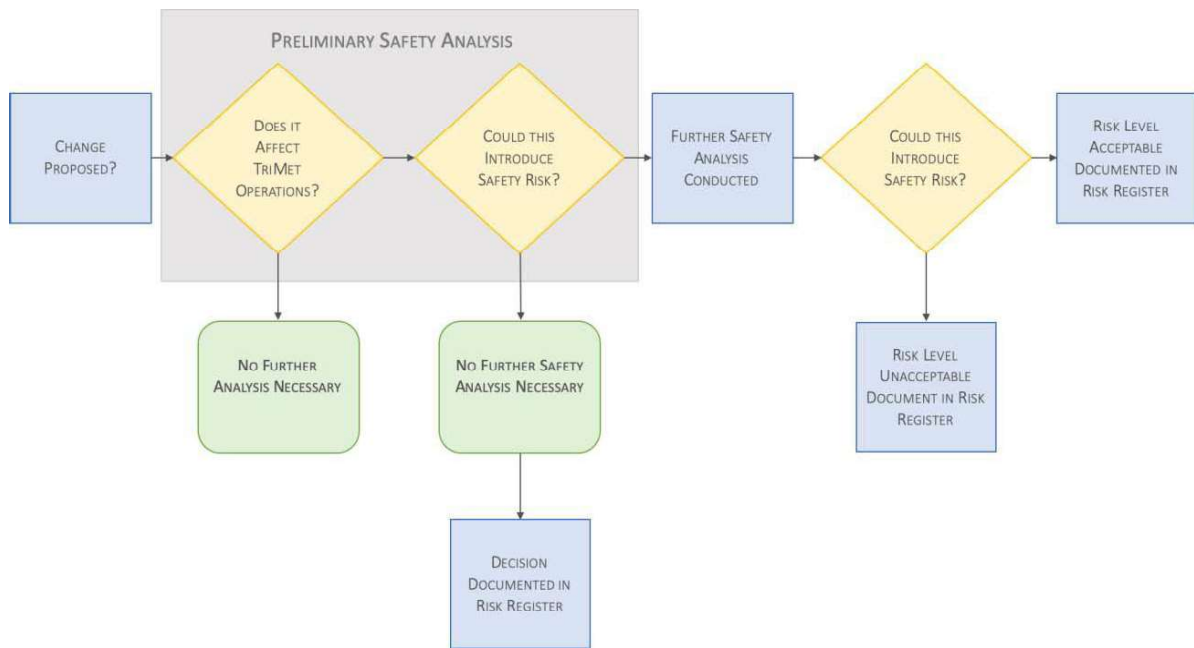 PRELIMINARY SAFETY ANALYSIS
CHANGE
PROPOSED?
DOES IT
AFFECT
TRIMET
OPERATIONS?
COULD THIS
INTRODUCE
SAFETY RISK?
FURTHER SAFETY
ANALYSIS
CONDUCTED
COULD THIS
INTRODUCE
SAFETY RISK?
RISK LEVEL
ACCEPTABLE
DOCUMENTED IN
RISK REGISTER
NO FURTHER
ANALYSIS NECESSARY
NO FURTHER SAFETY
ANALYSIS NECESSARY
RISK LEVEL
UNACCEPTABLE
DOCUMENT IN RISK
REGISTER
DECISION
DOCUMENTED IN
RISK REGISTER